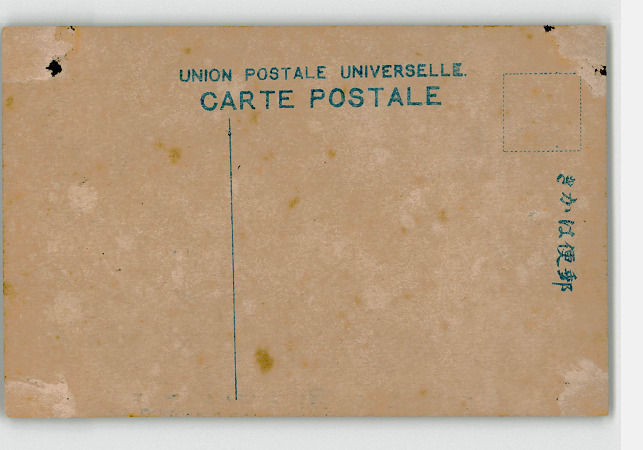 UNION POSTALE UNIVERSELLE.
CARTE POSTALE
きかは便郵